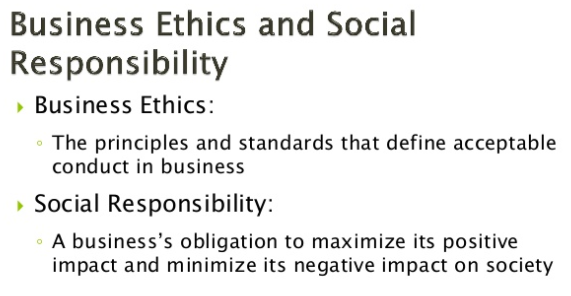 Business Ethics and Social
Responsibility
Business Ethics:
The principles and standards that define acceptable
conduct in business
Social Responsibility:
A business’s obligation to maximize its positive
impact and minimize its negative impact on society